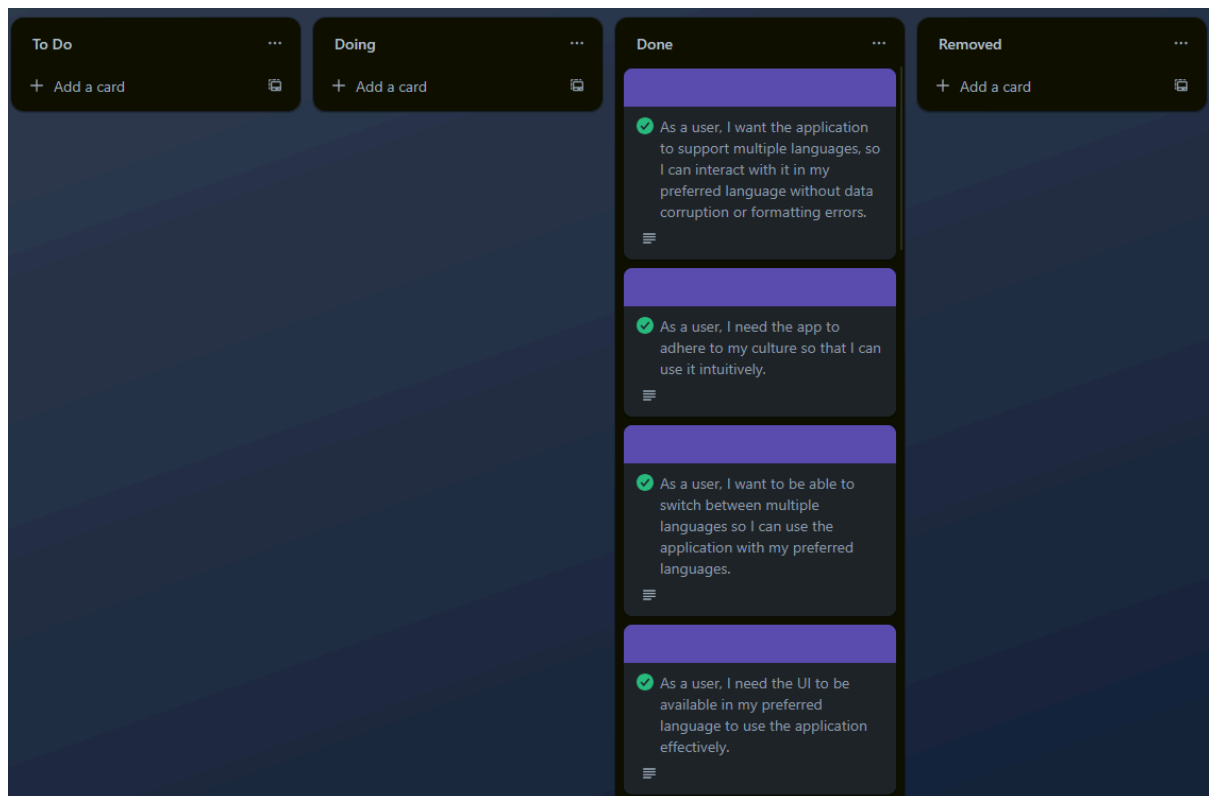 To Do
Add a card
Doing
Add a card
Done
As a user, I want the application
to support multiple languages, so
I can interact with it in my
preferred language without data
corruption or formatting errors.
As a user, I need the app to
adhere to my culture so that I can
use it intuitively.
As a user, I want to be able to
switch between multiple
languages so I can use the
application with my preferred
languages.
As a user, I need the UI to be
available in my preferred
language to use the application
effectively.
Removed
Add a card